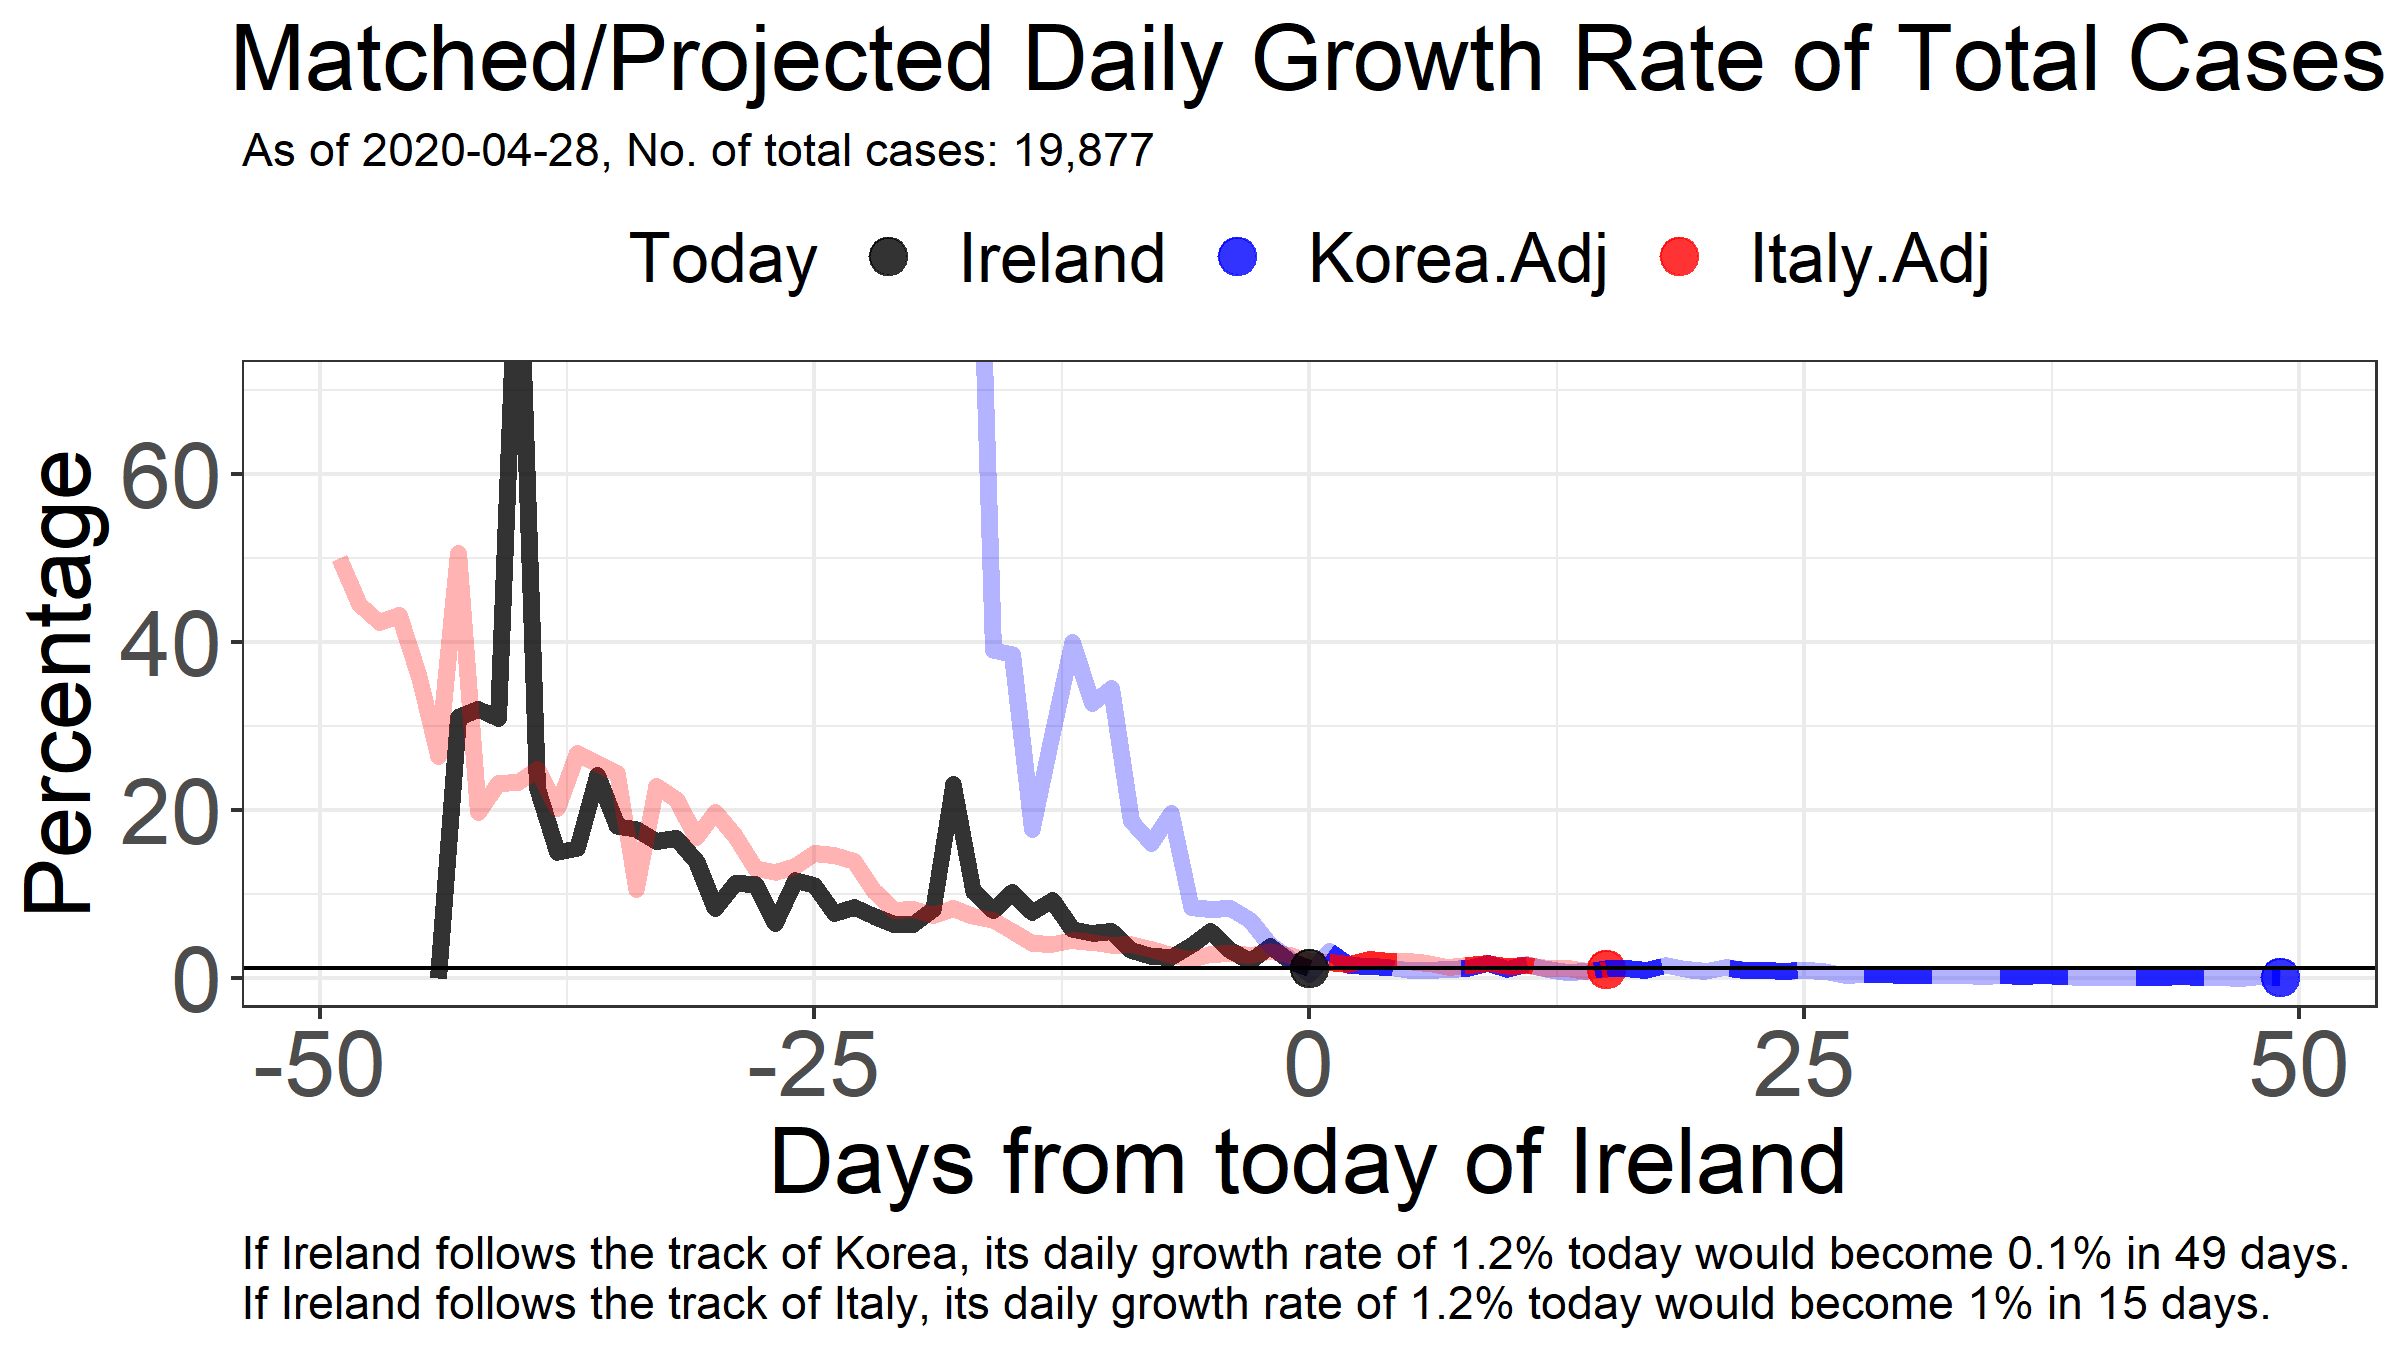 Matched/Projected Daily Growth Rate of Total Cases
As of 2020-04-28, No. of total cases: 19,877
Today Ireland Korea.Adj Italy.Adj
Percentage
60
40
20
0
-50 -25 0 25 50
Days from today of Ireland
If Ireland follows the track of Korea, its daily growth rate of 1.2% today would become 0.1% in 49 days.
If Ireland follows the track of Italy, its daily growth rate of 1.2% today would become 1% in 15 days.